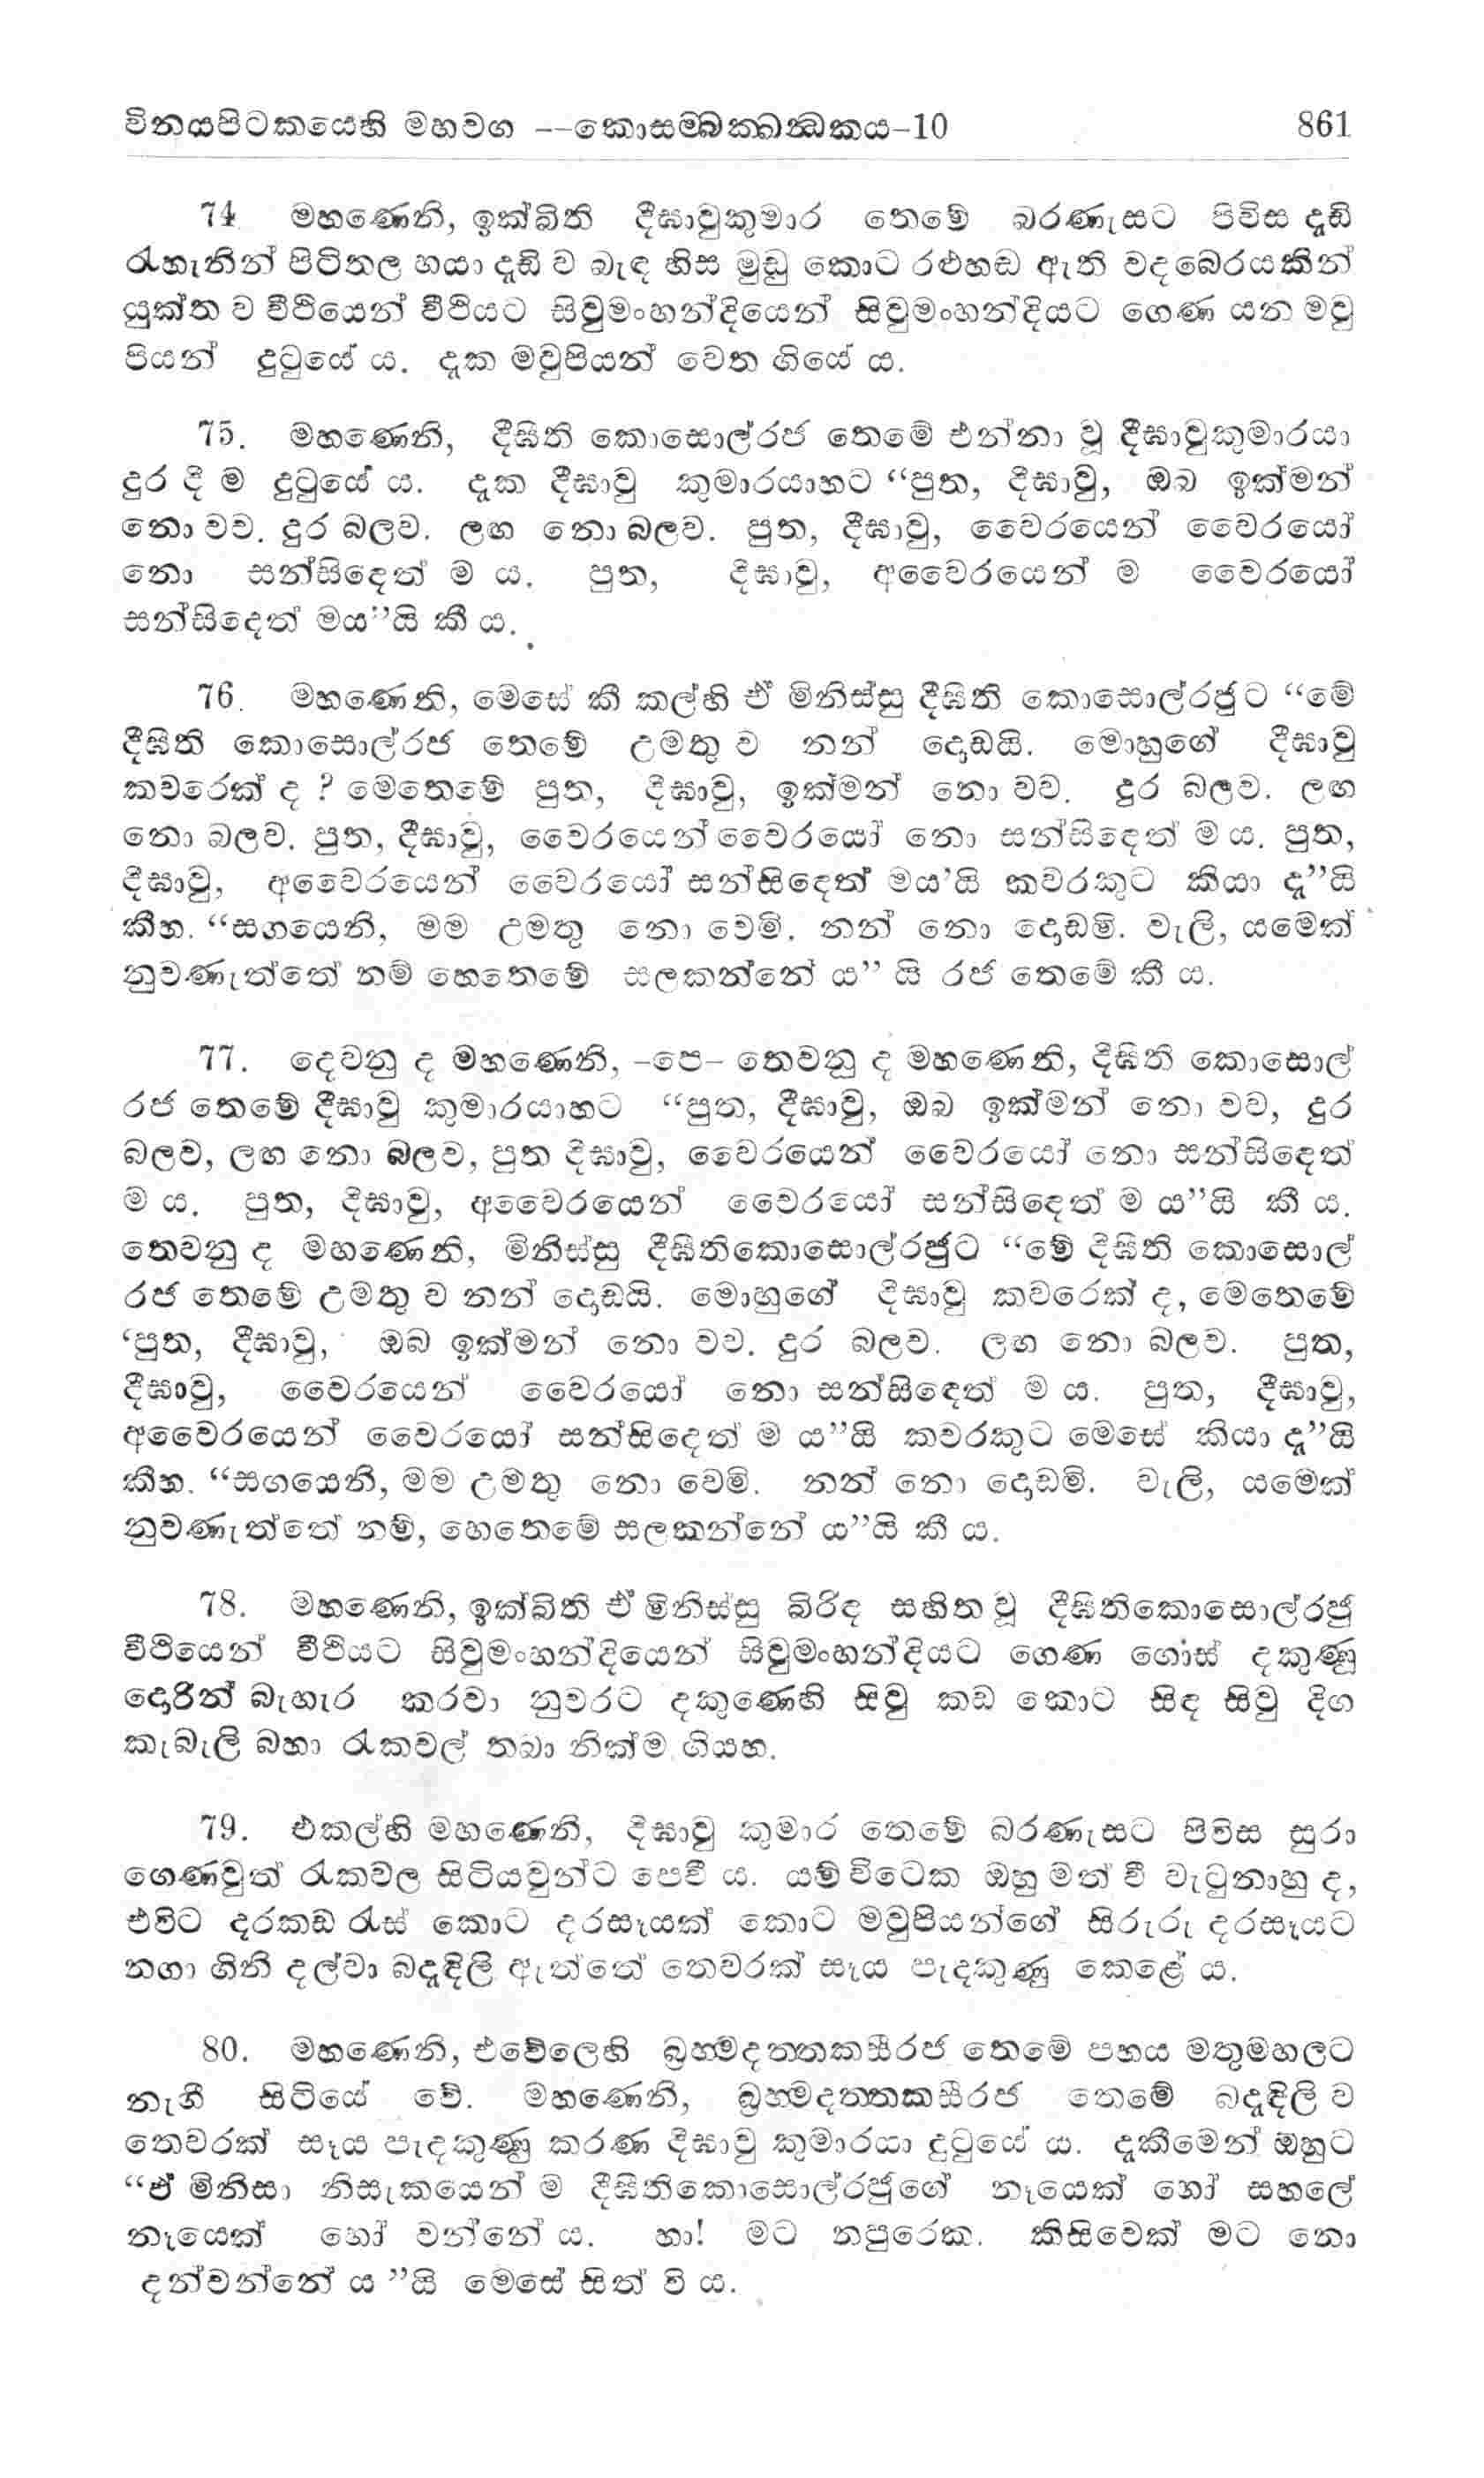 විනයපිටකයෙහි මහවග --කොසම්බක්ඛන්ධකය-10 861
74. මහණෙනි, ඉක්බිති දීඝාවුකුමාර තෙමේ බරණැසට පිවිස දැඩි
රැහැනින් පිටිතල හයා දැඩි ව බැඳ හිස මුඩු කොට රළුහඬ ඇති වදබෙරයකින්
යුක්ත ව වීථියෙන් වීථියට සිවුමංහන්දියෙන් සිවුමංහන්දියට ගෙණ යන මවු
පියන් දුටුයේ ය. දැක මවුපියන් වෙත ගියේ ය.
75. මහණෙනි, දීඝිති කොසොල්රජ තෙමේ එන්නා වූ දීඝාවුකුමාරයා
දුර දී ම දුටුයේ ය. දැක දීඝාවු කුමාරයාහට “පුත, දීඝාවු, ඔබ ඉක්මන්
නො වව. දුර බලව. ලඟ නො බලව. පුත, දීඝාවු, වෛරයෙන් වෛරයෝ
නො සන්සිඳෙත් ම ය. පුත, දීඝාවු, අවෛරයෙන් ම වෛරයෝ
සන්සිඳෙත් මය”යි කී ය.
76. මහණෙනි, මෙසේ කී කල්හි ඒ මිනිස්සු දීඝිති කොසොල්රජුට “මේ
දීඝිති කොසොල්රජ තෙමේ උමතු ව නන් දොඩයි. මොහුගේ දීඝාවු
කවරෙක් ද ? මෙතෙමේ පුත, දීඝාවු, ඉක්මන් නො වව. දුර බලව. ලඟ
නො බලව. පුත, දීඝාවු, වෛරයෙන් වෛරයෝ නො සන්සිඳෙත් ම ය. පුත,
දීඝාවු, අවෛරයෙන් වෛරයෝ සන්සිඳෙත් මය’යි කවරකුට කියා දැ”යි
කීහ. “සගයෙනි, මම උමතු නො වෙමි. නන් නො දොඩමි. වැලි, යමෙක්
නුවණැත්තේ නම් හෙතෙමේ සලකන්නේ ය” යි රජ තෙමේ කී ය.
77. දෙවනු ද මහණෙනි, -පෙ- තෙවනු ද මහණෙනි, දීඝිති කොසොල්
රජ තෙමේ දීඝාවු කුමාරයාහට “පුත, දීඝාවු, ඔබ ඉක්මන් නො වව, දුර
බලව, ලඟ නො බලව, පුත දීඝාවු, වෛරයෙන් වෛරයෝ නො සන්සිඳෙත්
ම ය. පුත, දීඝාවු, අවෛරයෙන් වෛරයෝ සන්සිඳෙත් ම ය”යි කී ය.
තෙවනු ද මහණෙනි, මිනිස්සු දීඝිතිකොසොල්රජුට “මේ දීඝිති කොසොල්
රජ තෙමේ උමතු ව නන් දොඩයි. මොහුගේ දීඝාවු කවරෙක් ද, මෙතෙමේ
‘පුත, දීඝාවු, ඔබ ඉක්මන් නො වව. දුර බලව. ලඟ නො බලව. පුත,
දීඝාවු, වෛරයෙන් වෛරයෝ නො සන්සිඳෙත් ම ය. පුත, දීඝාවු,
අවෛරයෙන් වෛරයෝ සන්සිඳෙත් ම ය”යි කවරකුට මෙසේ කියා දැ”යි
කීහ. “සගයෙනි, මම උමතු නො වෙමි. නන් නො දොඩමි. වැලි, යමෙක්
නුවණැත්තේ නම්, හෙතෙමේ සලකන්නේ ය”යි කී ය.
78. මහණෙනි, ඉක්බිති ඒ මිනිස්සු බිරිඳ සහිත වූ දීඝිතිකොසොල්රජු
වීථියෙන් වීථියට සිවුමංහන්දියෙන් සිවුමංහන්දියට ගෙණ ගොස් දකුණු
දොරින් බැහැර කරවා නුවරට දකුණෙහි සිවු කඩ කොට සිඳ සිවු දිග
කැබැලි බහා රැකවල් තබා නික්ම ගියහ.
79. එකල්හි මහණෙනි, දීඝාවු කුමාර තෙමේ බරණැසට පිවිස සුරා
ගෙණවුත් රැකවල සිටියවුන්ට පෙවී ය. යම්විටෙක ඔහු මත් වී වැටුනාහු ද,
එවිට දරකඩ රැස් කොට දරසෑයක් කොට මවුපියන්ගේ සිරුරු දරසෑයට
නගා ගිනි දල්වා බදැඳිලි ඇත්තේ තෙවරක් සෑය පැදකුණු කෙළේ ය.
80. මහණෙනි, එවේලෙහි බ්‍රහ්මදත්තකසීරජ තෙමේ පහය මතුමහලට
නැගී සිටියේ වේ. මහණෙනි, බ්‍රහ්මදත්තකසීරජ තෙමේ බදැඳිලි ව
තෙවරක් සෑය පැදකුණු කරණ දීඝාවු කුමාරයා දුටුයේ ය. දැකීමෙන් ඔහුට
“ඒ මිනිසා නිසැකයෙන් ම දීඝිතිකොසොල්රජුගේ නෑයෙක් හෝ සහලේ
නෑයෙක් හෝ වන්නේ ය. හා! මට නපුරෙක. කිසිවෙක් මට නො
දන්වන්නේ ය ”යි මෙසේ සිත් වි ය.